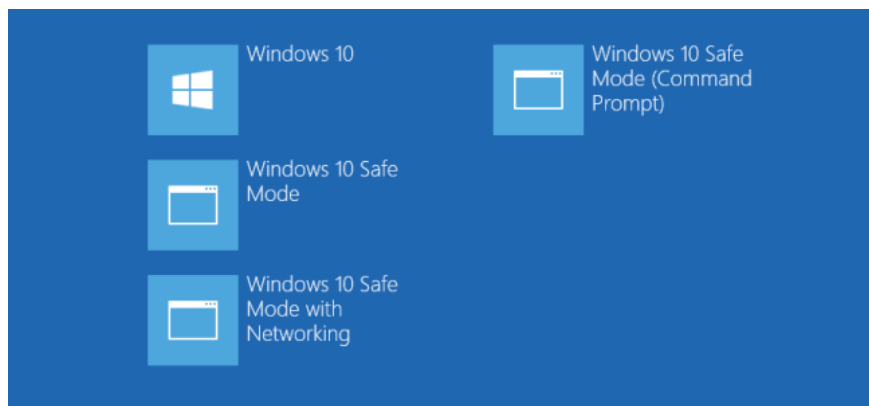 Windows 10
Windows 10 Safe
Mode
Windows 10 Safe
Mode with
Networking
Windows 10 Safe
Mode (Command
Prompt)